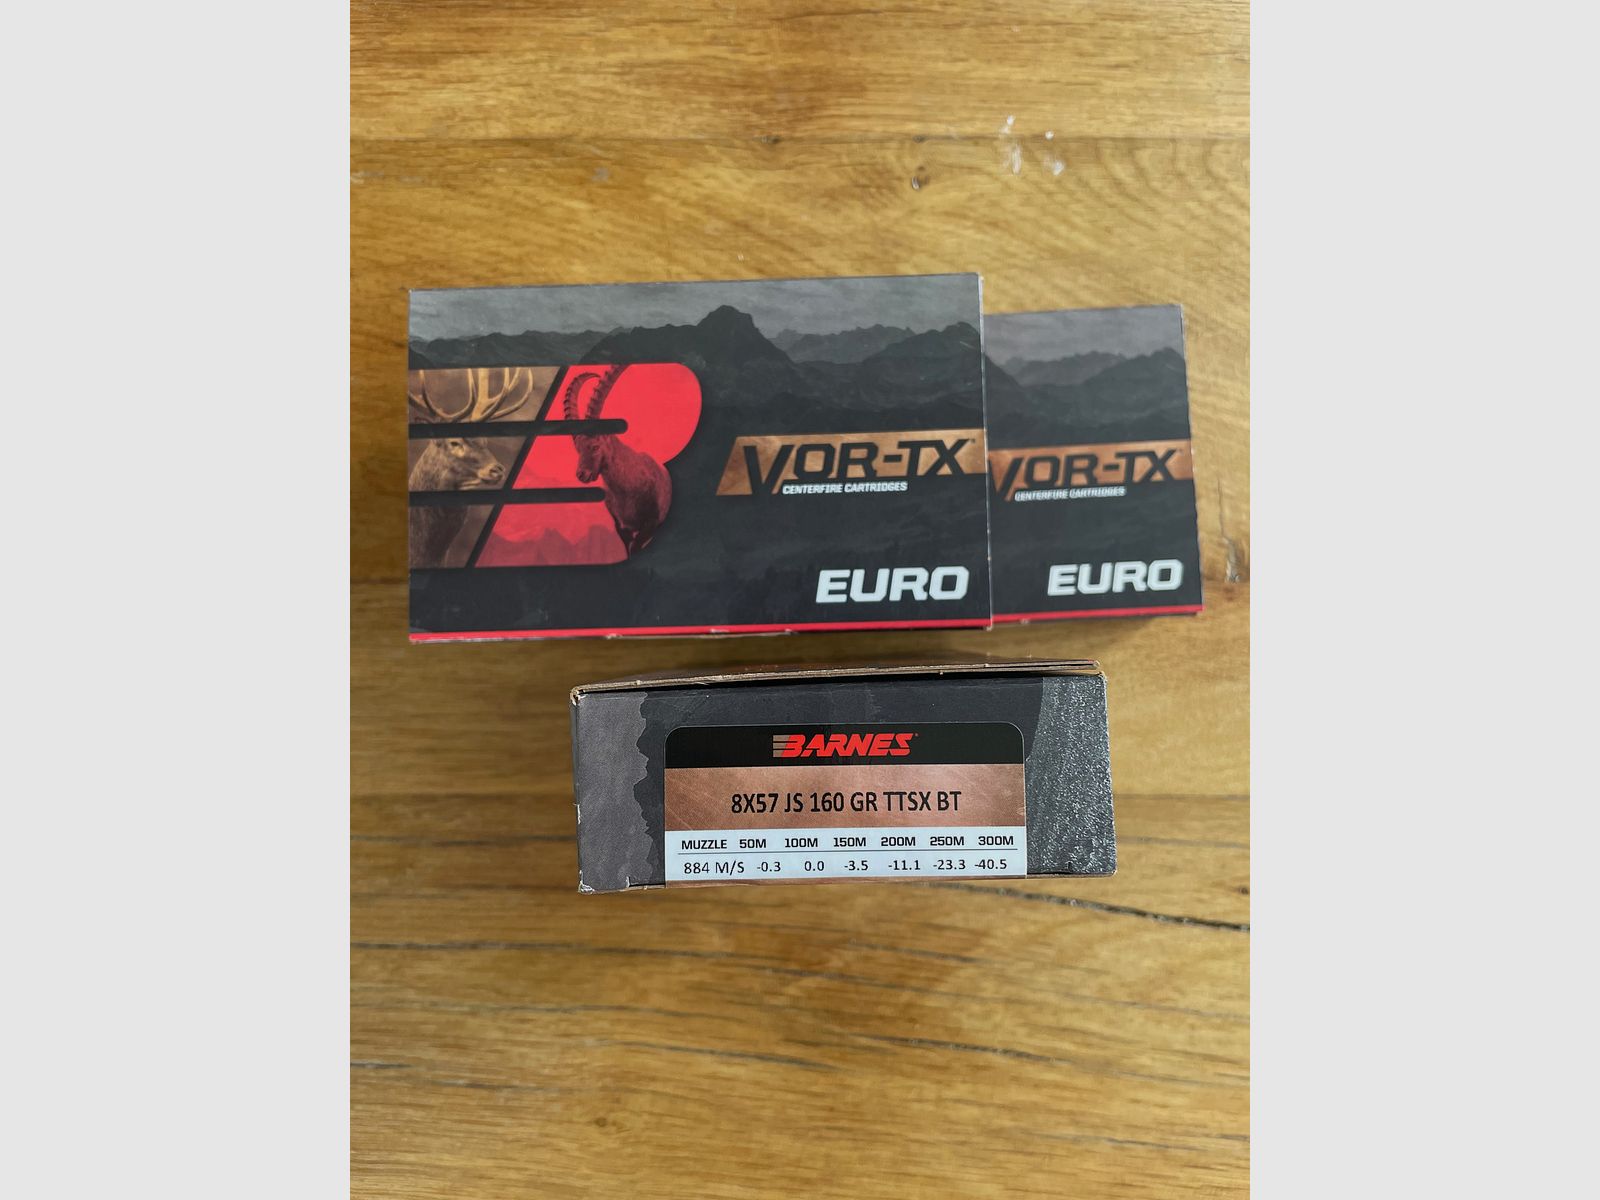 VOR-TX
CENTERFIRE CARTRIDGES
EURO
VOR-TX
CENTERFIRE CARTRIDGES
EURO
BARNES
8X57 JS 160 GR TTSX BT
MUZZLE 50M 100M 150M 200M 250M 300M
884 M/S -0.3 0.0 -3.5 -11.1 -23.3 -40.5